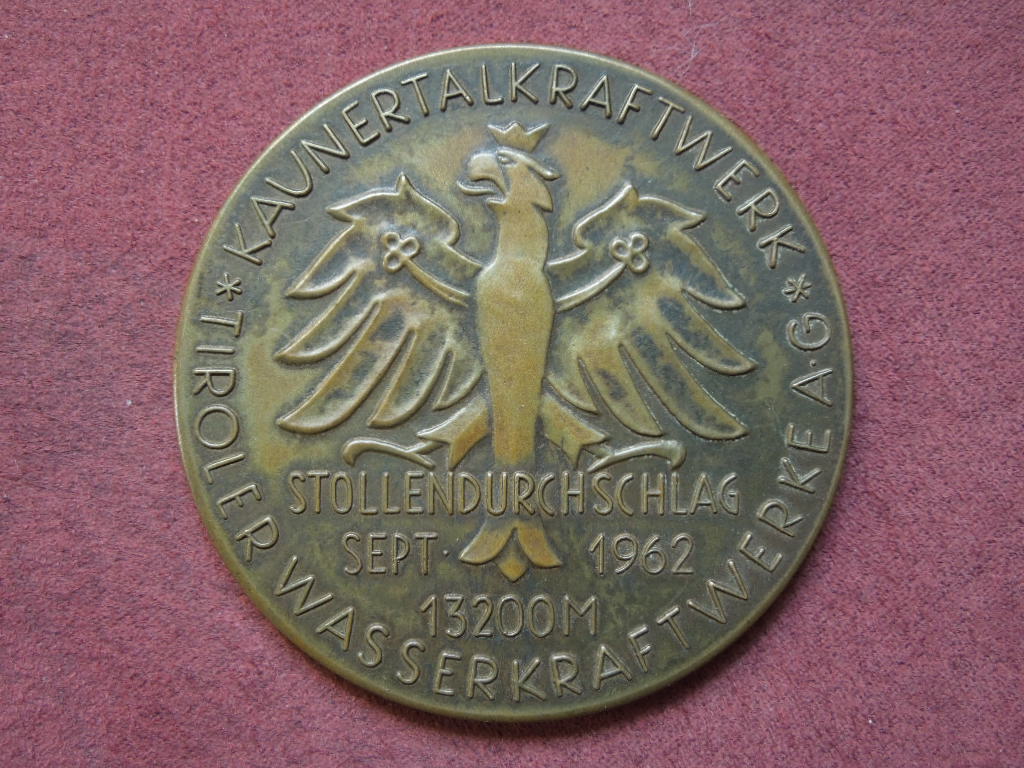 * KAUNERTALKRAFTWERK *
STOLLENDURCHSCHLAG
SEPT· 1962
13200M
TIROLER WASSERKRAFTWERKE A·G